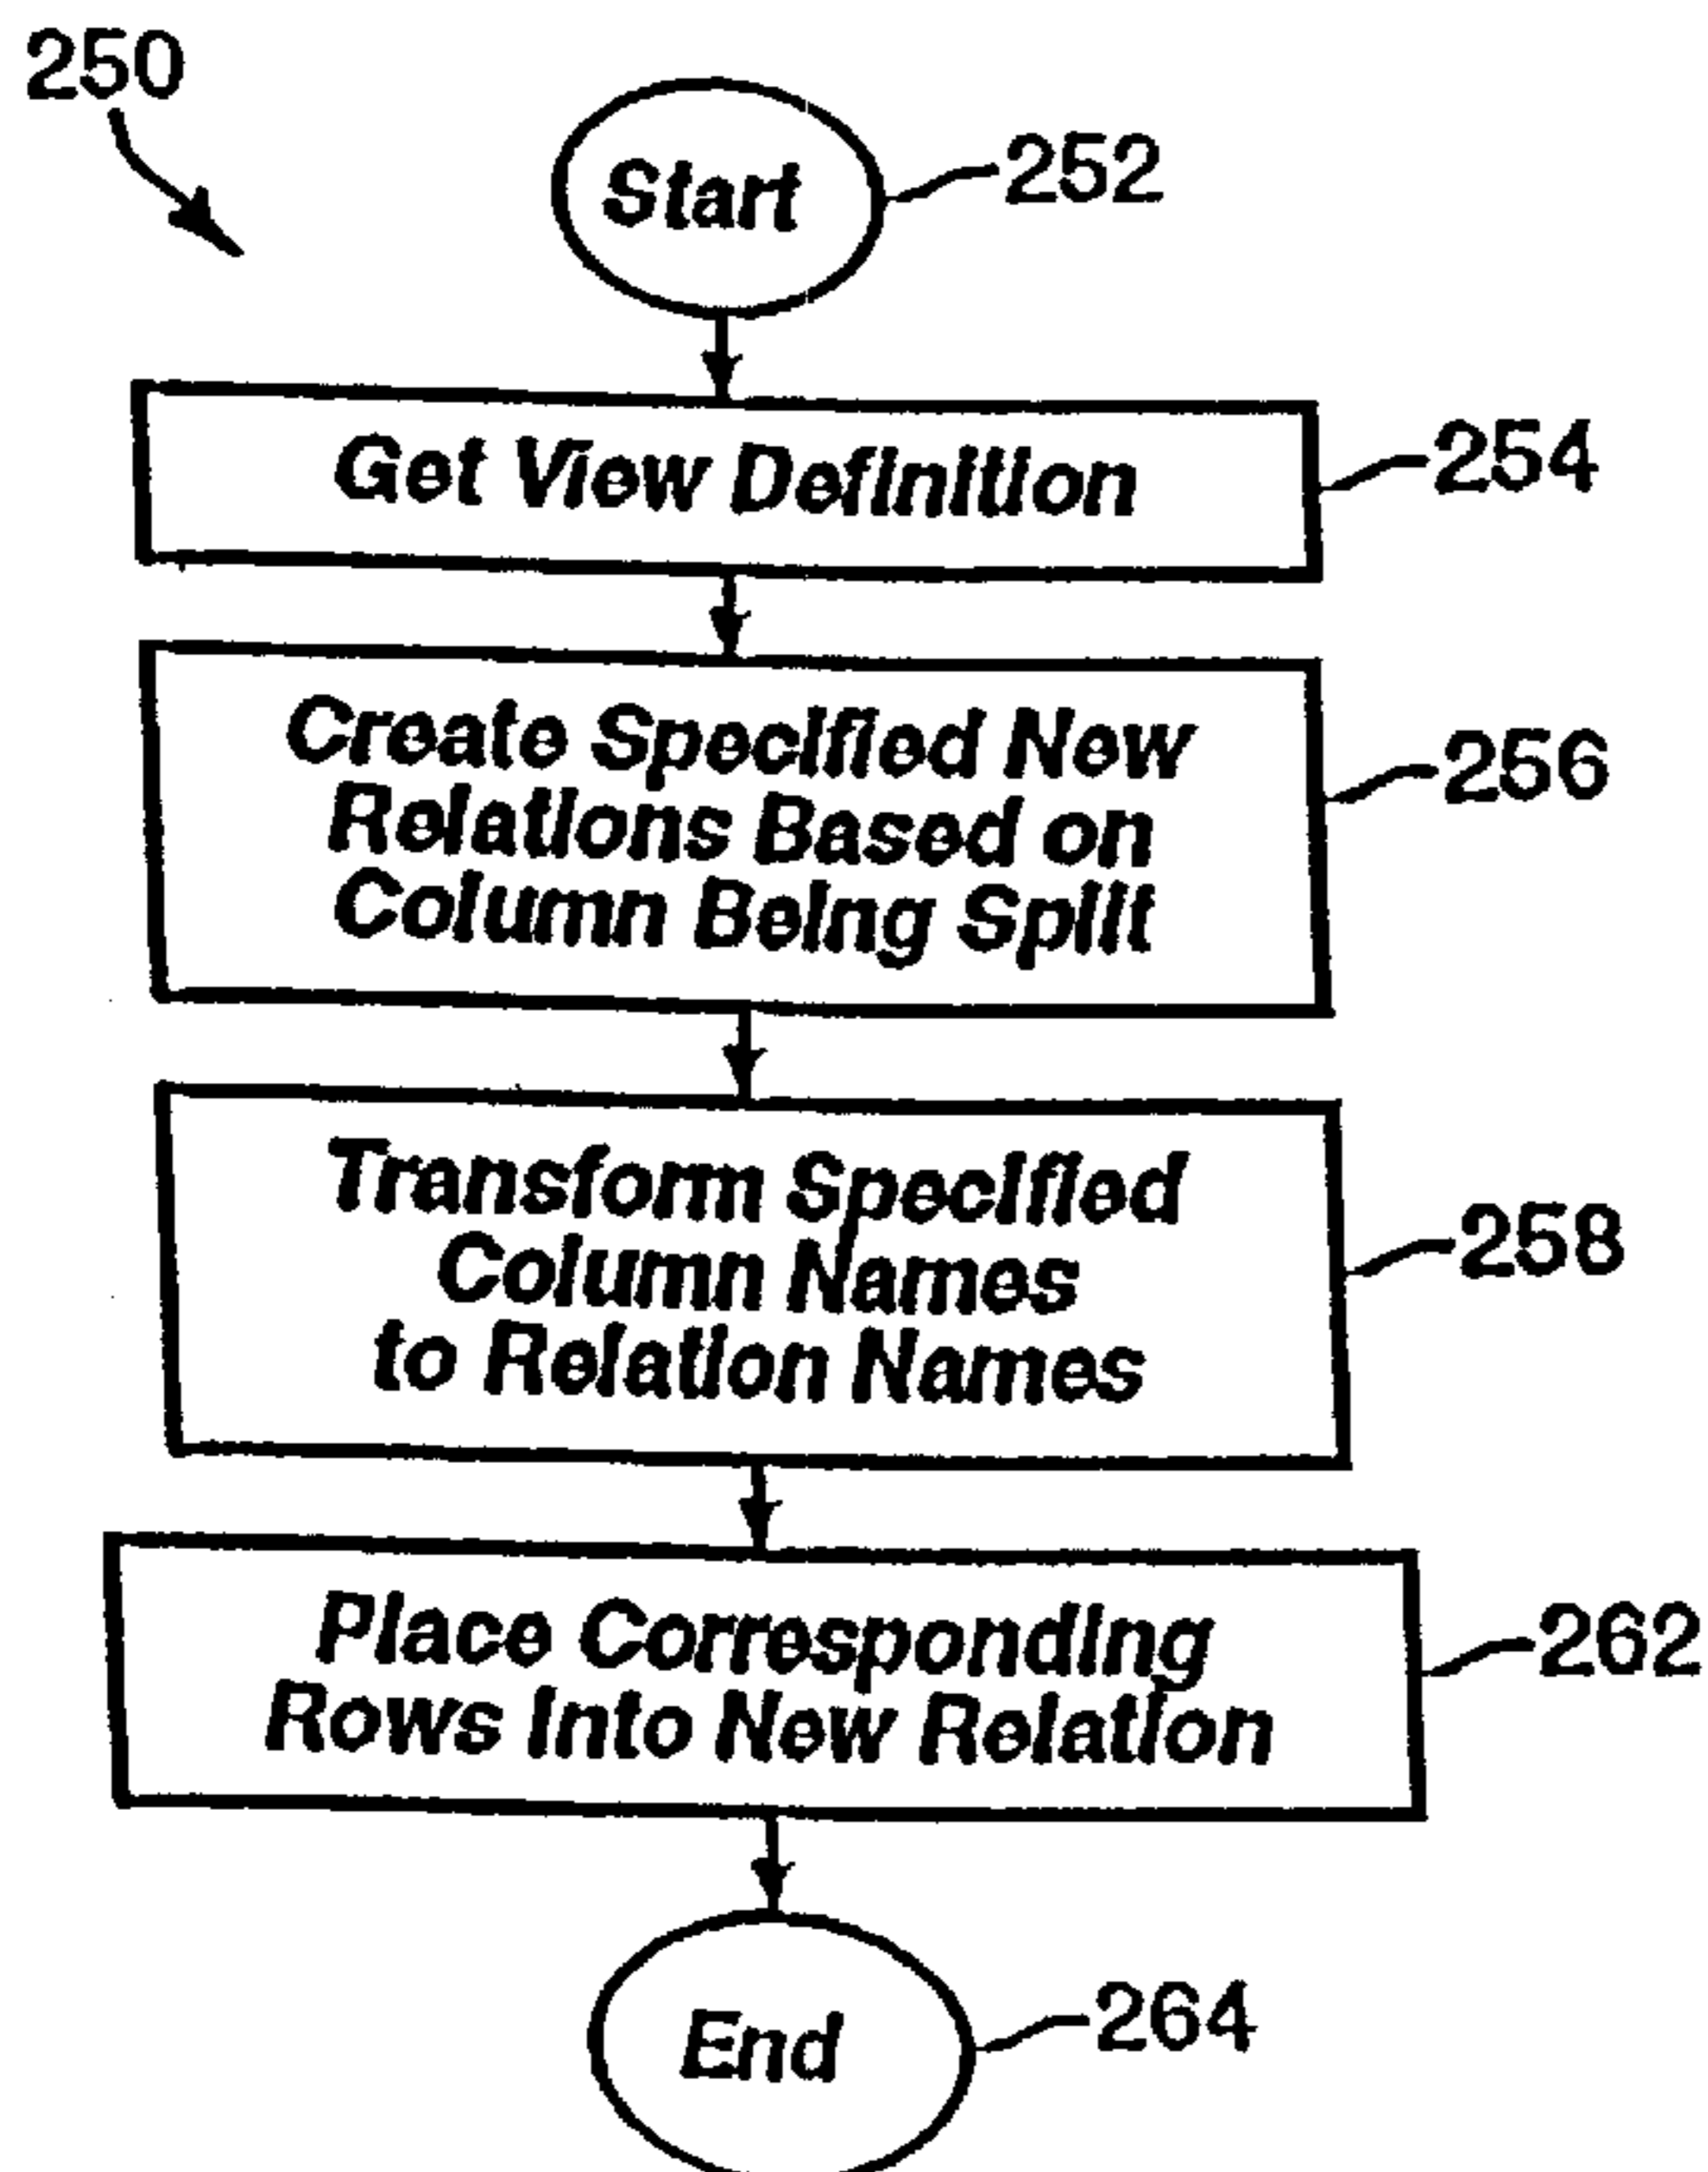 250
Start
252
Get View Definition
254
Create Specified New
Relations Based on
Column Being Split
256
Transform Specified
Column Names
to Relation Names
258
Place Corresponding
Rows Into New Relation
262
End
264